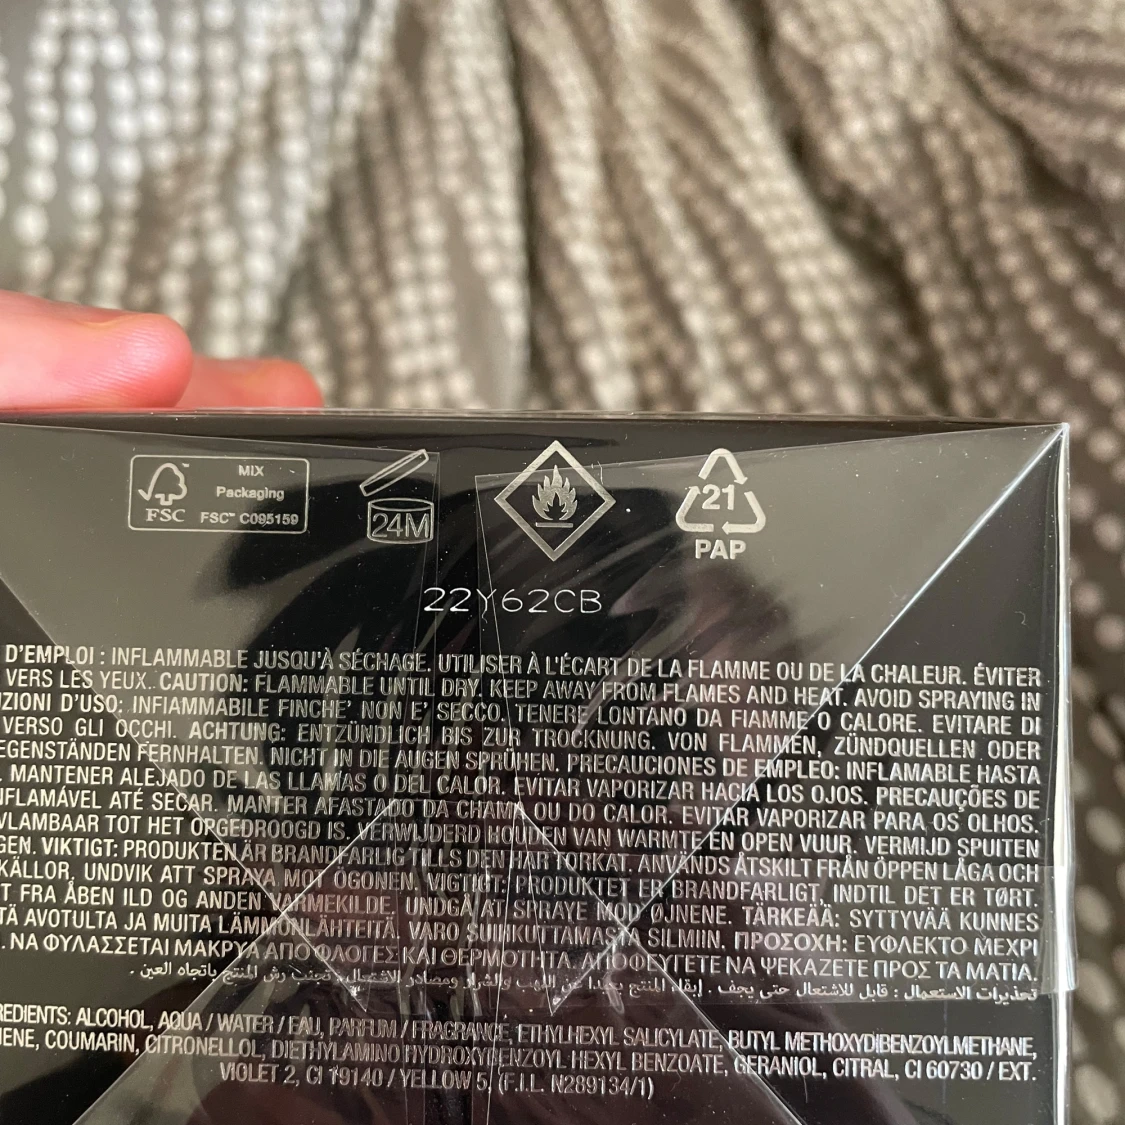 MIX
Packaging
FSC FSC™ C095159
24M
21
PAP
22Y62CB
D'EMPLOI : INFLAMMABLE JUSQU'À SÉCHAGE. UTILISER À L'ÉCART DE LA FLAMME OU DE LA CHALEUR. ÉVITER
VERS LES YEUX. CAUTION: FLAMMABLE UNTIL DRY. KEEP AWAY FROM FLAMES AND HEAT. AVOID SPRAYING IN
D'USO: INFIAMMABILE FINCHE' NON E' SECCO. TENERE LONTANO DA FIAMME O CALORE. EVITARE DI
VERSO GLI OCCHI. ACHTUNG: ENTZÜNDLICH BIS ZUR TROCKNUNG. VON FLAMMEN, ZÜNDQUELLEN ODER
EGENSTÄNDEN FERNHALTEN. NICHT IN DIE AUGEN SPRÜHEN. PRECAUCIONES DE EMPLEO: INFLAMABLE HASTA
. MANTENER ALEJADO DE LAS LLAMAS O DEL CALOR. EVITAR VAPORIZAR HACIA LOS OJOS. PRECAUÇÕES DE
NFLAMÁVEL ATÉ SECAR. MANTER AFASTADO DA CHAMA OU DO CALOR. EVITAR VAPORIZAR PARA OS OLHOS.
VLAMBAAR TOT HET OPGEDROOGD IS. VERWIJDERD HOUDEN VAN WARMTE EN OPEN VUUR. VERMIJD SPUITEN
GEN. VIKTIGT: PRODUKTEN ÄR BRANDFARLIG TILLS DEN HAR TORKAT. ANVÄNDS ÅTSKILT FRÅN ÖPPEN LÅGA OCH
KÄLLOR, UNDVIK ATT SPRAYA MOT ÖGONEN. VIGTIGT: PRODUKTET ER BRANDFARLIGT, INDTIL DET ER TØRT.
T FRA ÅBEN ILD OG ANDEN VARMEKILDE. UNDGÅ AT SPRAYE MOD ØJNENE. TÄRKEÄÄ: SYTTYVÄÄ KUNNES
TÄ AVOTULTA JA MUITA LÄMMÖNLÄHTEITÄ. VARO SUIHKUTTAMASTA SILMIIN. ΠΡΟΣΟΧΗ: ΕΥΦΛΕΚΤΟ ΜΕΧΡΙ
. ΝΑ ΦΥΛΑΣΣΕΤΑΙ ΜΑΚΡΥΑ ΑΠΟ ΦΛΟΓΕΣ ΚΑΙ ΘΕΡΜΟΤΗΤΑ. ΑΠΟΦΕΥΓΕΤΕ ΝΑ ΨΕΚΑΖΕΤΕ ΠΡΟΣ ΤΑ ΜΑΤΙΑ.
تحذيرات الاستعمال : قابل للاشتعال حتى يجف . إبقاء المنتج بعيدا عن اللهب والشرار ومصادر الاشتعال . تجنب رش المنتج باتجاه العين .
REDIENTS: ALCOHOL, AQUA / WATER / EAU, PARFUM / FRAGRANCE, ETHYLHEXYL SALICYLATE, BUTYL METHOXYDIBENZOYLMETHANE,
ENE, COUMARIN, CITRONELLOL, DIETHYLAMINO HYDROXYBENZOYL HEXYL BENZOATE, GERANIOL, CITRAL, CI 60730 / EXT.
VIOLET 2, CI 19140 / YELLOW 5, (F.I.L. N289134/1)